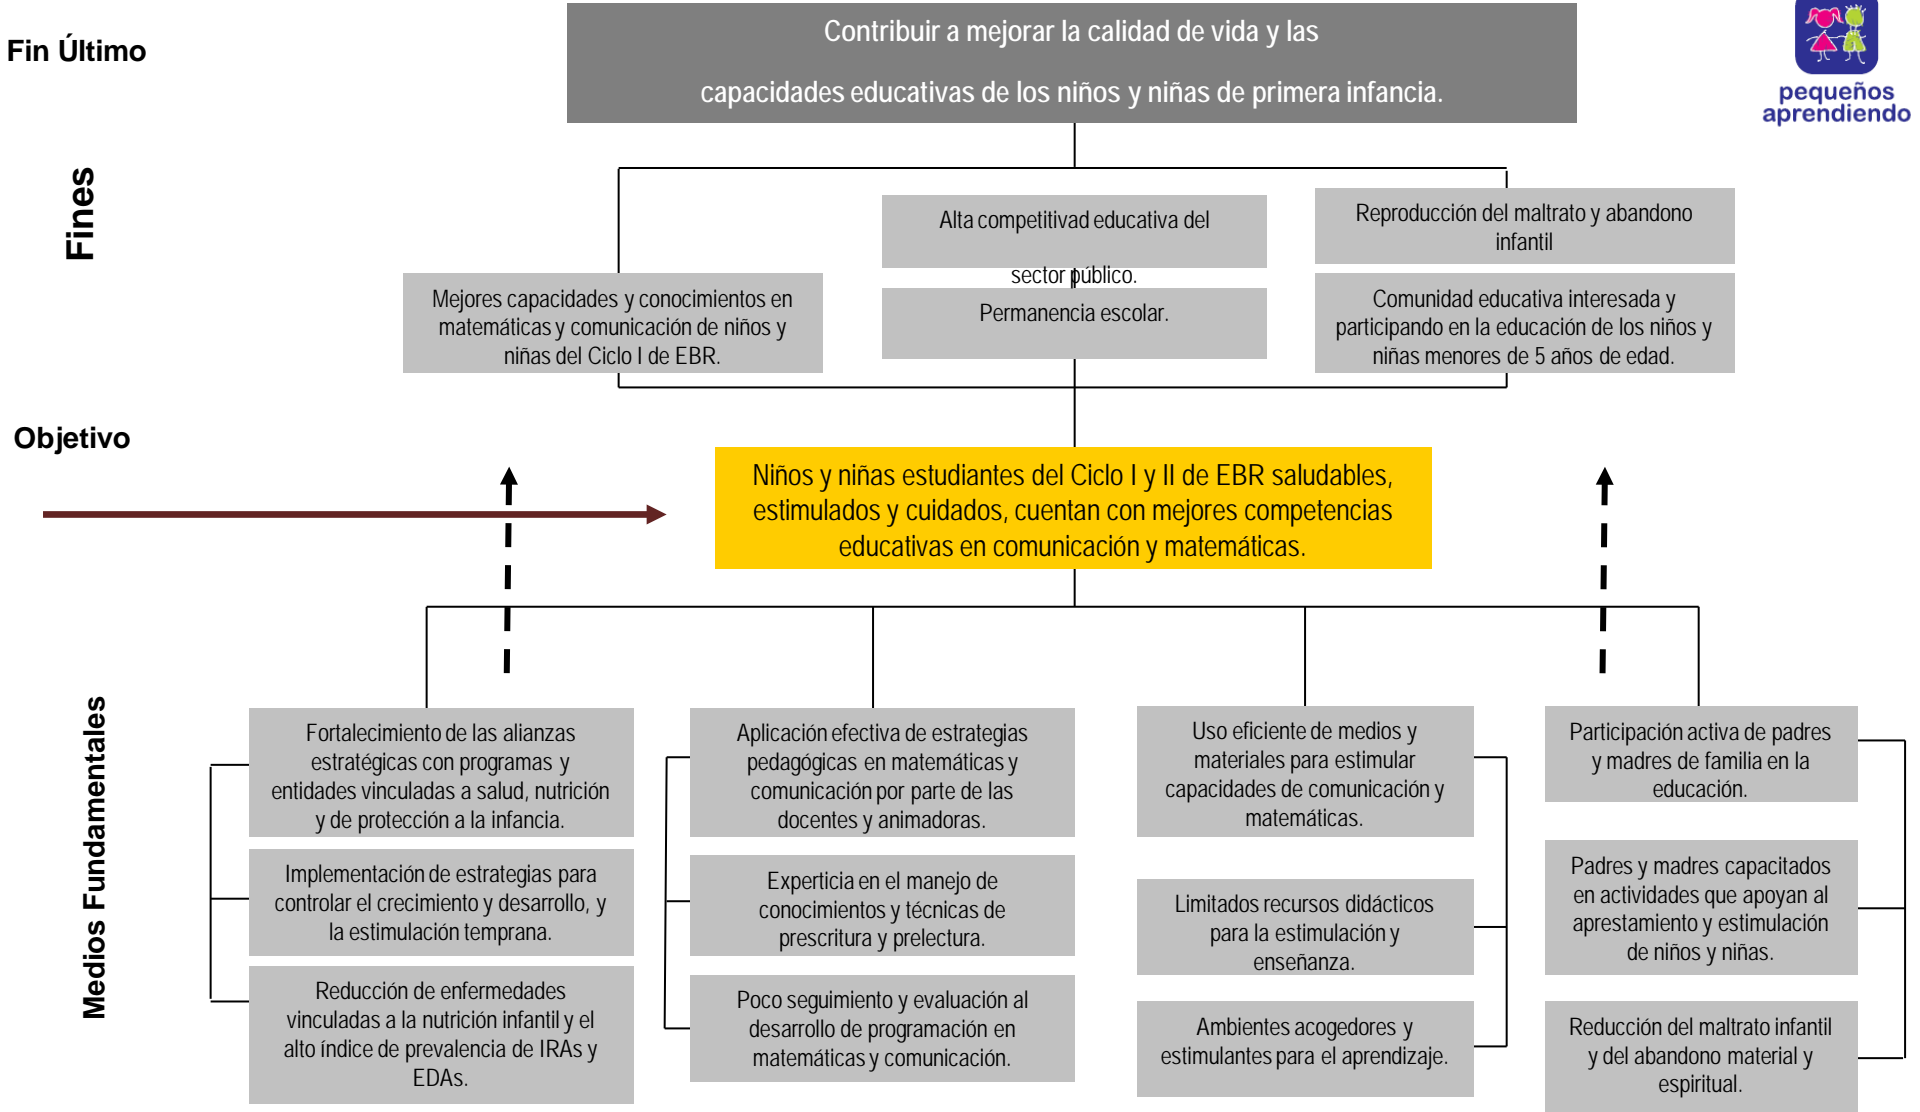 Fin Último
Contribuir a mejorar la calidad de vida y las
capacidades educativas de los niños y niñas de primera infancia.
pequeños
aprendiendo
Fines
Mejores capacidades y conocimientos en
matemáticas y comunicación de niños y
niñas del Ciclo I de EBR.
Alta competitivad educativa del
sector público.
Permanencia escolar.
Reproducción del maltrato y abandono
infantil
Comunidad educativa interesada y
participando en la educación de los niños y
niñas menores de 5 años de edad.
Objetivo
Niños y niñas estudiantes del Ciclo I y II de EBR saludables,
estimulados y cuidados, cuentan con mejores competencias
educativas en comunicación y matemáticas.
Medios Fundamentales
Fortalecimiento de las alianzas
estratégicas con programas y
entidades vinculadas a salud, nutrición
y de protección a la infancia.
Implementación de estrategias para
controlar el crecimiento y desarrollo, y
la estimulación temprana.
Reducción de enfermedades
vinculadas a la nutrición infantil y el
alto índice de prevalencia de IRAs y
EDAs.
Aplicación efectiva de estrategias
pedagógicas en matemáticas y
comunicación por parte de las
docentes y animadoras.
Experticia en el manejo de
conocimientos y técnicas de
prescritura y prelectura.
Poco seguimiento y evaluación al
desarrollo de programación en
matemáticas y comunicación.
Uso eficiente de medios y
materiales para estimular
capacidades de comunicación y
matemáticas.
Limitados recursos didácticos
para la estimulación y
enseñanza.
Ambientes acogedores y
estimulantes para el aprendizaje.
Participación activa de padres
y madres de familia en la
educación.
Padres y madres capacitados
en actividades que apoyan al
aprestamiento y estimulación
de niños y niñas.
Reducción del maltrato infantil
y del abandono material y
espiritual.